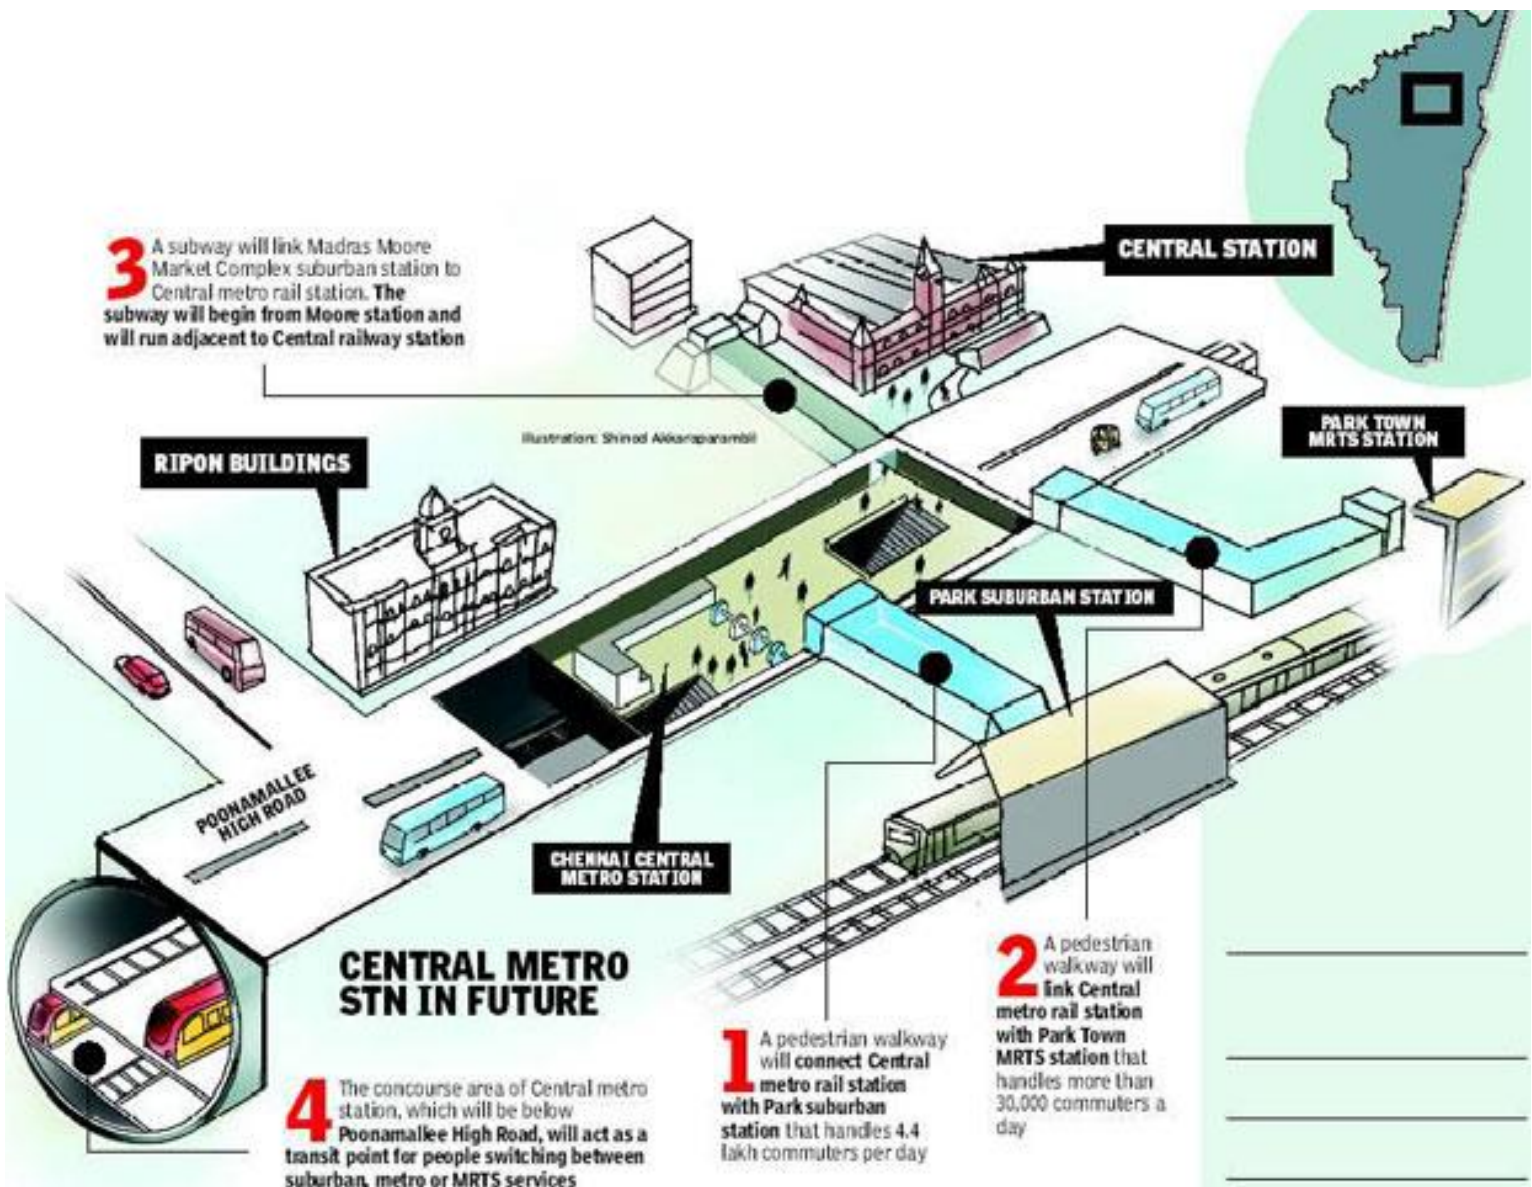 3 A subway will link Madras Moore
Market Complex suburban station to
Central metro rail station. The
subway will begin from Moore station and
will run adjacent to Central railway station
CENTRAL STATION
PARK TOWN
MRTS STATION
Illustration: Shinod Akkaraparambil
RIPON BUILDINGS
PARK SUBURBAN STATION
POONAMALLEE
HIGH ROAD
CHENNAI CENTRAL
METRO STATION
CENTRAL METRO
STN IN FUTURE
1 A pedestrian walkway
will connect Central
metro rail station
with Park suburban
station that handles 4.4
lakh commuters per day
2 A pedestrian
walkway will
link Central
metro rail station
with Park Town
MRTS station that
handles more than
30,000 commuters a
day
4 The concourse area of Central metro
station, which will be below
Poonamallee High Road, will act as a
transit point for people switching between
suburban, metro or MRTS services